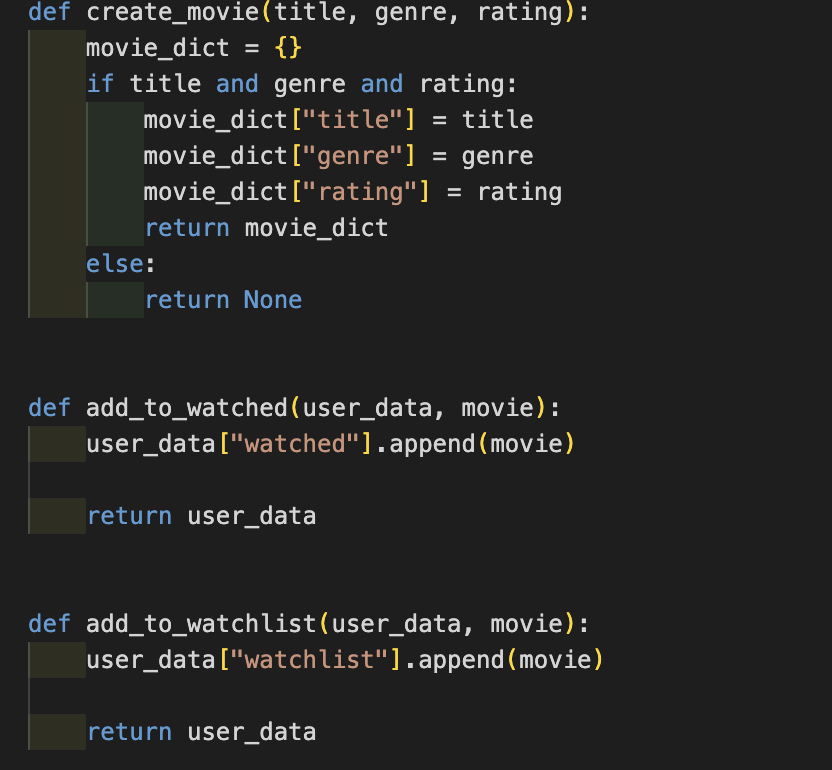 def create_movie(title, genre, rating):
    movie_dict = {}
    if title and genre and rating:
        movie_dict["title"] = title
        movie_dict["genre"] = genre
        movie_dict["rating"] = rating
        return movie_dict
    else:
        return None
def add_to_watched(user_data, movie):
    user_data["watched"].append(movie)
    return user_data
def add_to_watchlist(user_data, movie):
    user_data["watchlist"].append(movie)
    return user_data